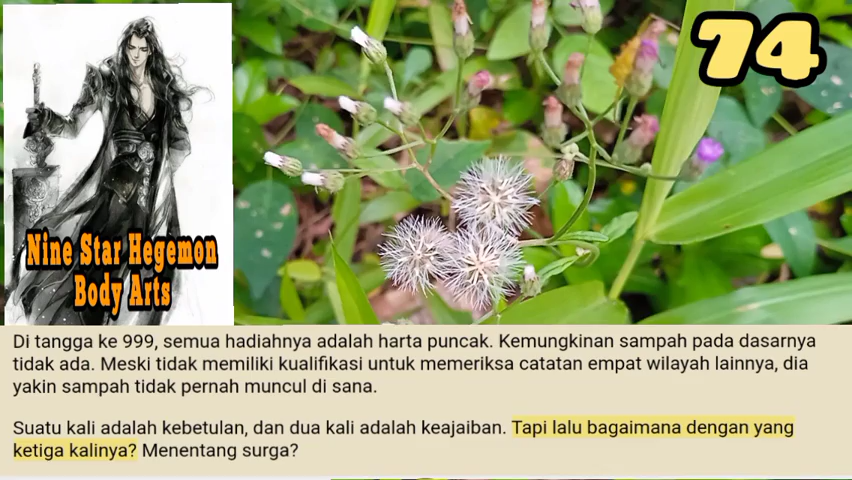 74
Nine Star Hegemon
Body Arts
Di tangga ke 999, semua hadiahnya adalah harta puncak. Kemungkinan sampah pada dasarnya
tidak ada. Meski tidak memiliki kualifikasi untuk memeriksa catatan empat wilayah lainnya, dia
yakin sampah tidak pernah muncul di sana.
Suatu kali adalah kebetulan, dan dua kali adalah keajaiban. Tapi lalu bagaimana dengan yang
ketiga kalinya? Menentang surga?